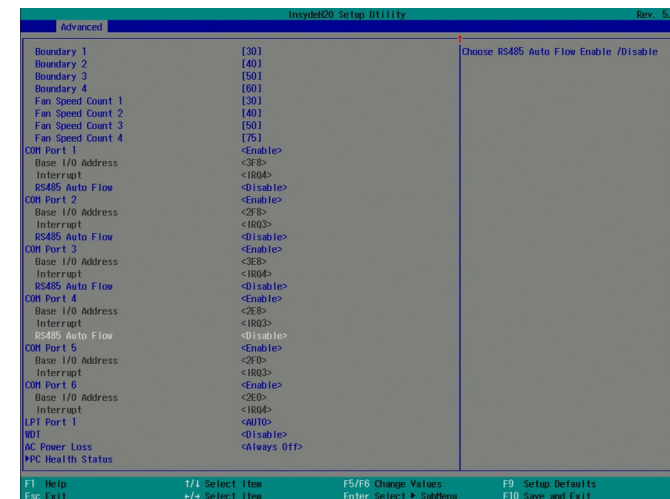 InsydeH20 Setup Utility Rev. 5.
Advanced
Boundary 1 [30] Choose RS485 Auto Flow Enable /Disable
Boundary 2 [40]
Boundary 3 [50]
Boundary 4 [60]
Fan Speed Count 1 [30]
Fan Speed Count 2 [40]
Fan Speed Count 3 [50]
Fan Speed Count 4 [75]
COM Port 1 <Enable>
Base I/O Address <3F8>
Interrupt <IRQ4>
RS485 Auto Flow <Disable>
COM Port 2 <Enable>
Base I/O Address <2F8>
Interrupt <IRQ3>
RS485 Auto Flow <Disable>
COM Port 3 <Enable>
Base I/O Address <3E8>
Interrupt <IRQ4>
RS485 Auto Flow <Disable>
COM Port 4 <Enable>
Base I/O Address <2E8>
Interrupt <IRQ3>
RS485 Auto Flow <Disable>
COM Port 5 <Enable>
Base I/O Address <2F0>
Interrupt <IRQ3>
COM Port 6 <Enable>
Base I/O Address <2E0>
Interrupt <IRQ4>
LPT Port 1 <AUTO>
WDT <Disable>
AC Power Loss <Always Off>
▶PC Health Status
F1 Help ↑/↓ Select Item F5/F6 Change Values F9 Setup Defaults
Esc Exit ←/→ Select Item Enter Select ▶ SubMenu F10 Save and Exit